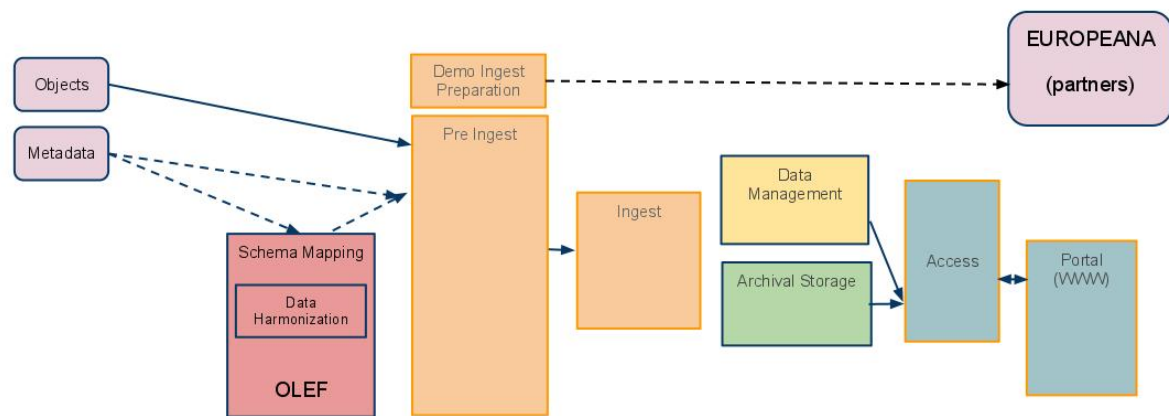 Objects
Metadata
Schema Mapping
Data
Harmonization
OLEF
Demo Ingest
Preparation
Pre Ingest
Ingest
Data
Management
Archival Storage
Access
Portal
(WWW)
EUROPEANA
(partners)